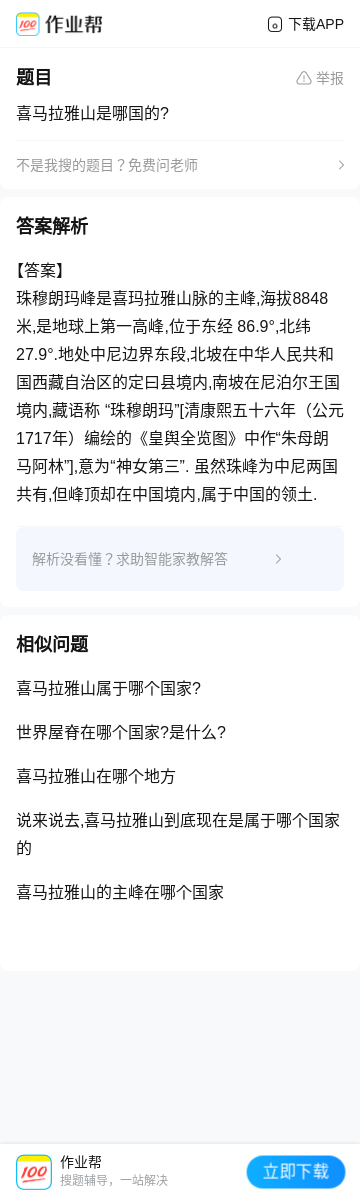 作业帮
下载APP
题目
举报
喜马拉雅山是哪国的?
不是我搜的题目？免费问老师
答案解析
【答案】
珠穆朗玛峰是喜玛拉雅山脉的主峰,海拔8848
米,是地球上第一高峰,位于东经 86.9°,北纬
27.9°.地处中尼边界东段,北坡在中华人民共和
国西藏自治区的定曰县境内,南坡在尼泊尔王国
境内,藏语称 “珠穆朗玛”[清康熙五十六年（公元
1717年）编绘的《皇舆全览图》中作“朱母朗
马阿林”],意为“神女第三”. 虽然珠峰为中尼两国
共有,但峰顶却在中国境内,属于中国的领土.
解析没看懂？求助智能家教解答
相似问题
喜马拉雅山属于哪个国家?
世界屋脊在哪个国家?是什么?
喜马拉雅山在哪个地方
说来说去,喜马拉雅山到底现在是属于哪个国家
的
喜马拉雅山的主峰在哪个国家
100
作业帮
搜题辅导，一站解决
立即下载